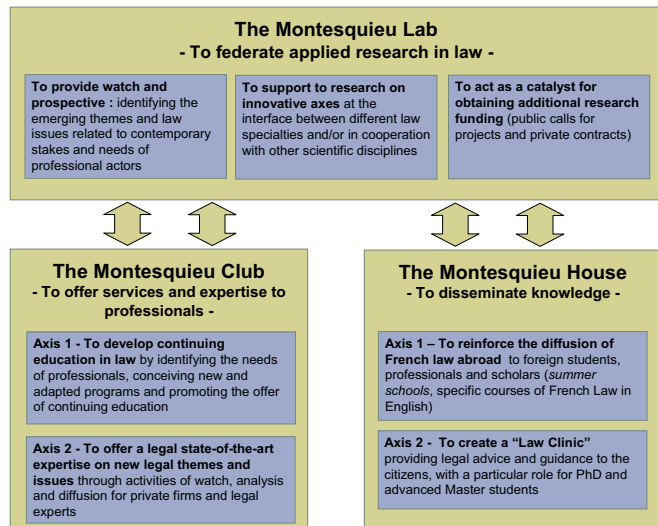 The Montesquieu Lab
- To federate applied research in law -
To provide watch and
prospective : identifying the
emerging themes and law
issues related to contemporary
stakes and needs of
professional actors
To support to research on
innovative axes at the
interface between different law
specialties and/or in cooperation
with other scientific disciplines
To act as a catalyst for
obtaining additional research
funding (public calls for
projects and private contracts)
The Montesquieu Club
- To offer services and expertise to
professionals -
Axis 1 - To develop continuing
education in law by identifying the needs
of professionals, conceiving new and
adapted programs and promoting the offer
of continuing education
Axis 2 - To offer a legal state-of-the-art
expertise on new legal themes and
issues through activities of watch, analysis
and diffusion for private firms and legal
experts
The Montesquieu House
- To disseminate knowledge -
Axis 1 – To reinforce the diffusion of
French law abroad to foreign students,
professionals and scholars (summer
schools, specific courses of French Law in
English)
Axis 2 - To create a “Law Clinic”
providing legal advice and guidance to the
citizens, with a particular role for PhD and
advanced Master students